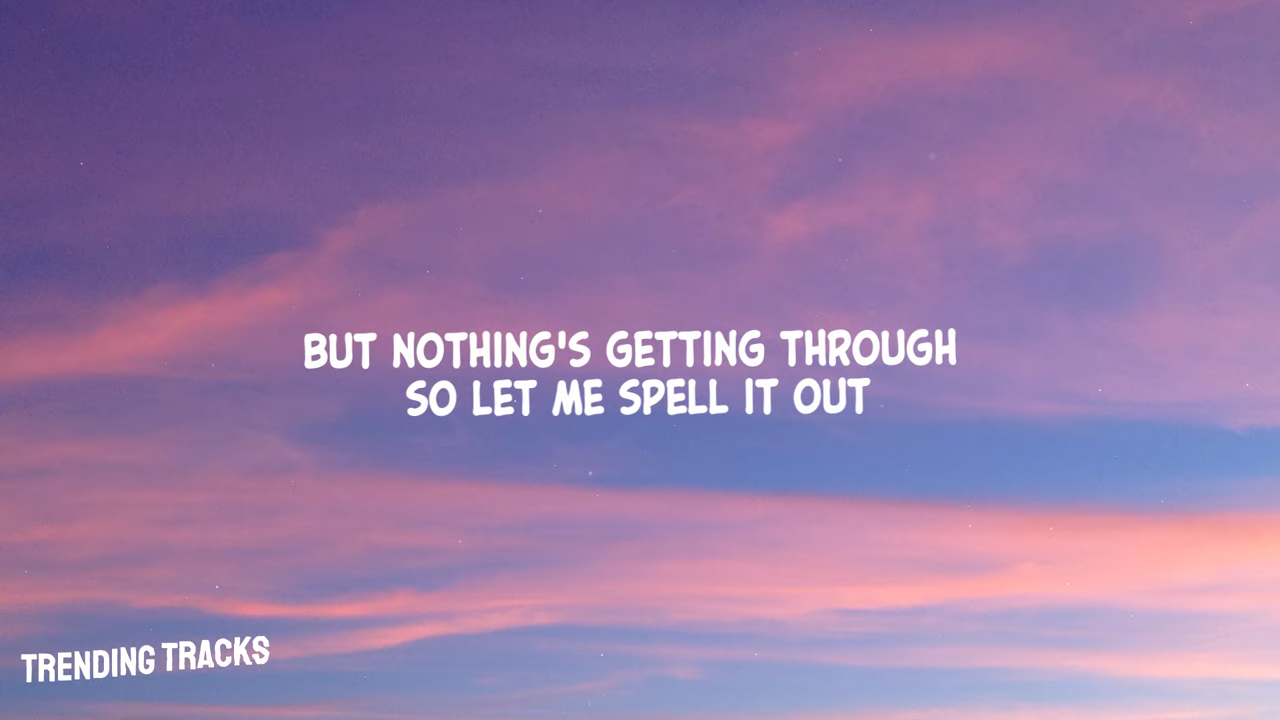 BUT NOTHING'S GETTING THROUGH
SO LET ME SPELL IT OUT
TRENDING TRACKS